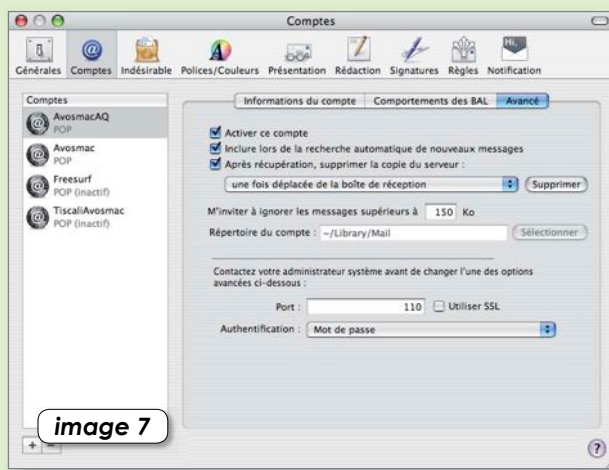 Comptes
Générales Comptes Indésirable Polices/Couleurs Présentation Rédaction Signatures Règles Notification
Hi,
Comptes
AvosmacAQ
POP
Avosmac
POP
Freesurf
POP (inactif)
TiscaliAvosmac
POP (inactif)
Informations du compte Comportements des BAL Avancé
Activer ce compte
Inclure lors de la recherche automatique de nouveaux messages
Après récupération, supprimer la copie du serveur :
une fois déplacée de la boîte de réception Supprimer
M'inviter à ignorer les messages supérieurs à 150 Ko
Répertoire du compte : ~/Library/Mail Sélectionner
Contactez votre administrateur système avant de changer l'une des options
avancées ci-dessous :
Port : 110 Utiliser SSL
Authentification : Mot de passe
image 7
+ −
?